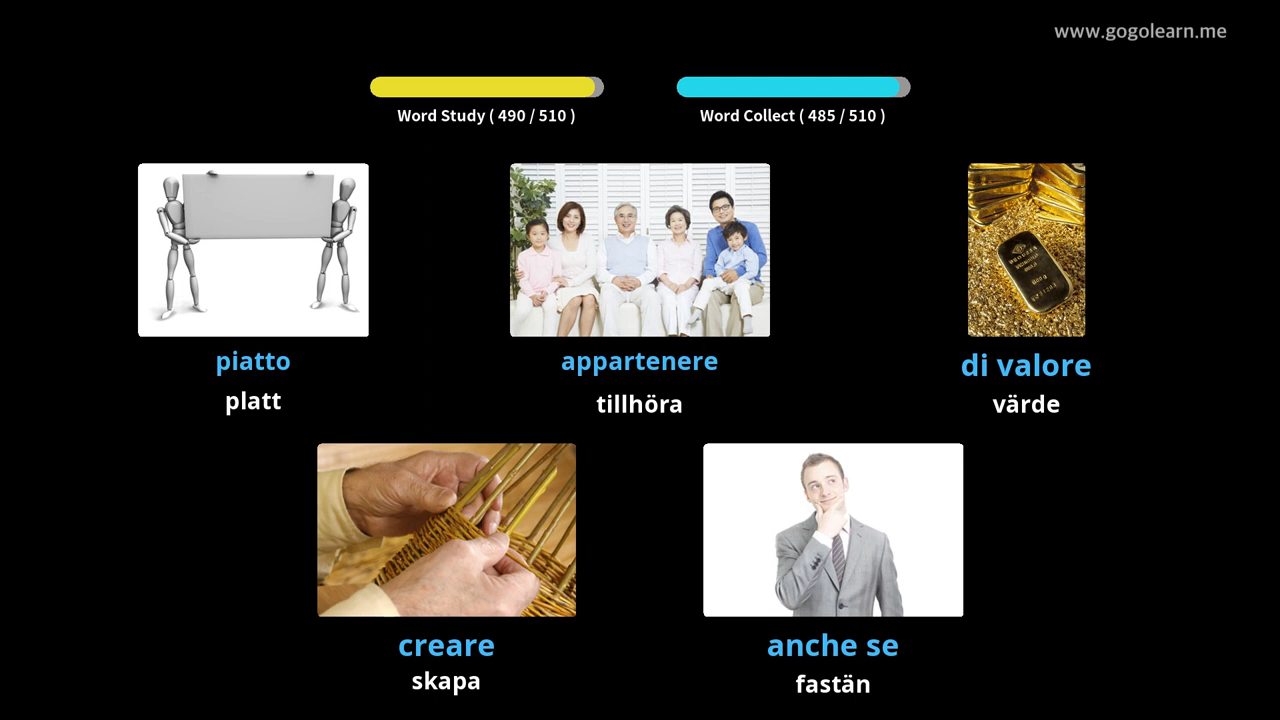 www.gogolearn.me
Word Study ( 490 / 510 )
Word Collect ( 485 / 510 )
piatto
platt
appartenere
tillhöra
di valore
värde
creare
skapa
anche se
fastän